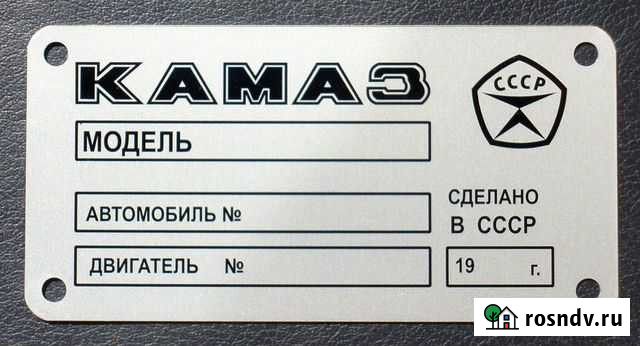 КАМАЗ
СССР
МОДЕЛЬ
АВТОМОБИЛЬ №
СДЕЛАНО
В СССР
ДВИГАТЕЛЬ №
19 г.
rosndv.ru